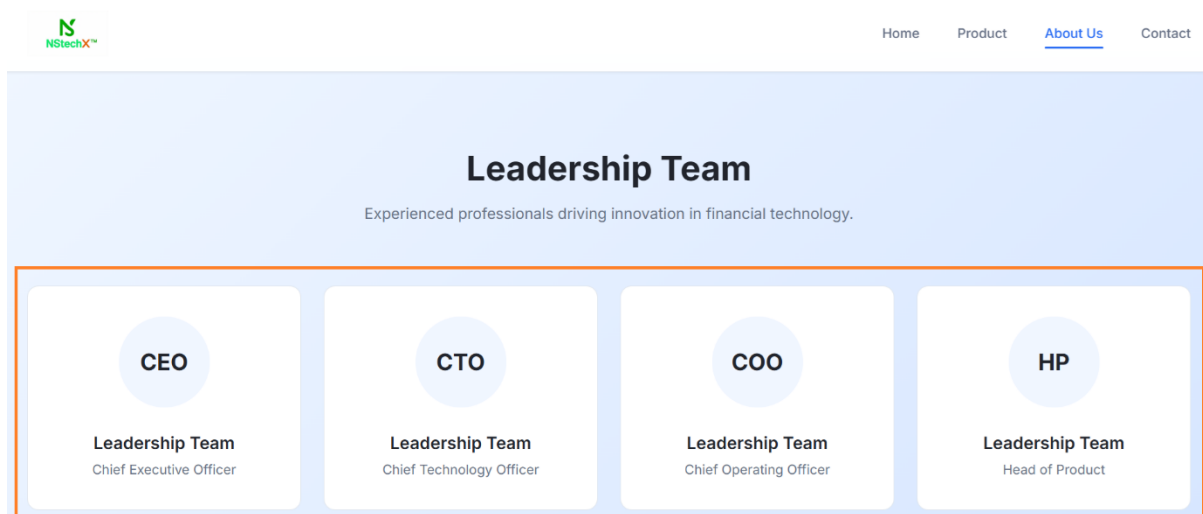 NSTechX™
Home Product About Us Contact
Leadership Team
Experienced professionals driving innovation in financial technology.
CEO CTO COO HP
Leadership Team Leadership Team Leadership Team Leadership Team
Chief Executive Officer Chief Technology Officer Chief Operating Officer Head of Product